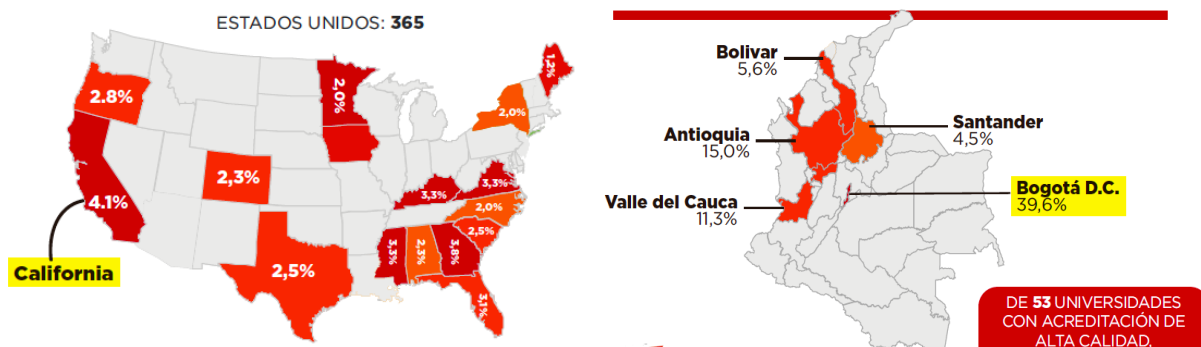 ESTADOS UNIDOS: 365
1,2%
2.8%
2,0%
2,0%
2,3%
3,3%
3,3%
2,0%
4.1%
2,5%
3,3%
2,3%
3,8%
2,5%
3,1%
California
Bolivar
5,6%
Antioquia
15,0%
Santander
4,5%
Valle del Cauca
11,3%
Bogotá D.C.
39,6%
DE 53 UNIVERSIDADES
CON ACREDITACIÓN DE
ALTA CALIDAD,